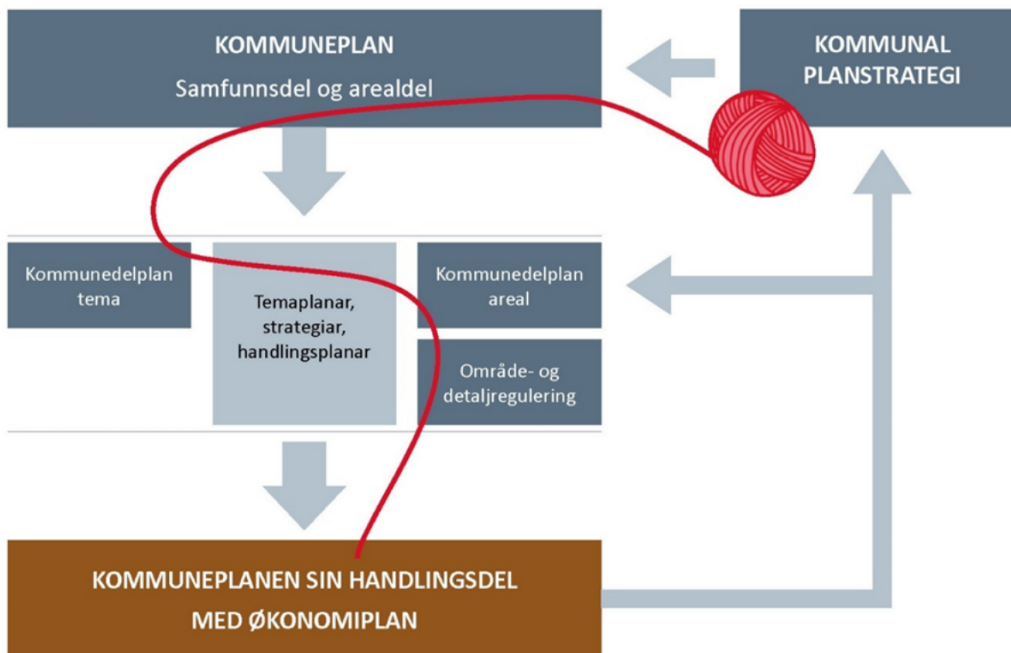 KOMMUNEPLAN
Samfunnsdel og arealdel
KOMMUNAL
PLANSTRATEGI
Kommunedelplan
tema
Temaplanar,
strategiar,
handlingsplanar
Kommunedelplan
areal
Område- og
detaljregulering
KOMMUNEPLANEN SIN HANDLINGSDEL
MED ØKONOMIPLAN